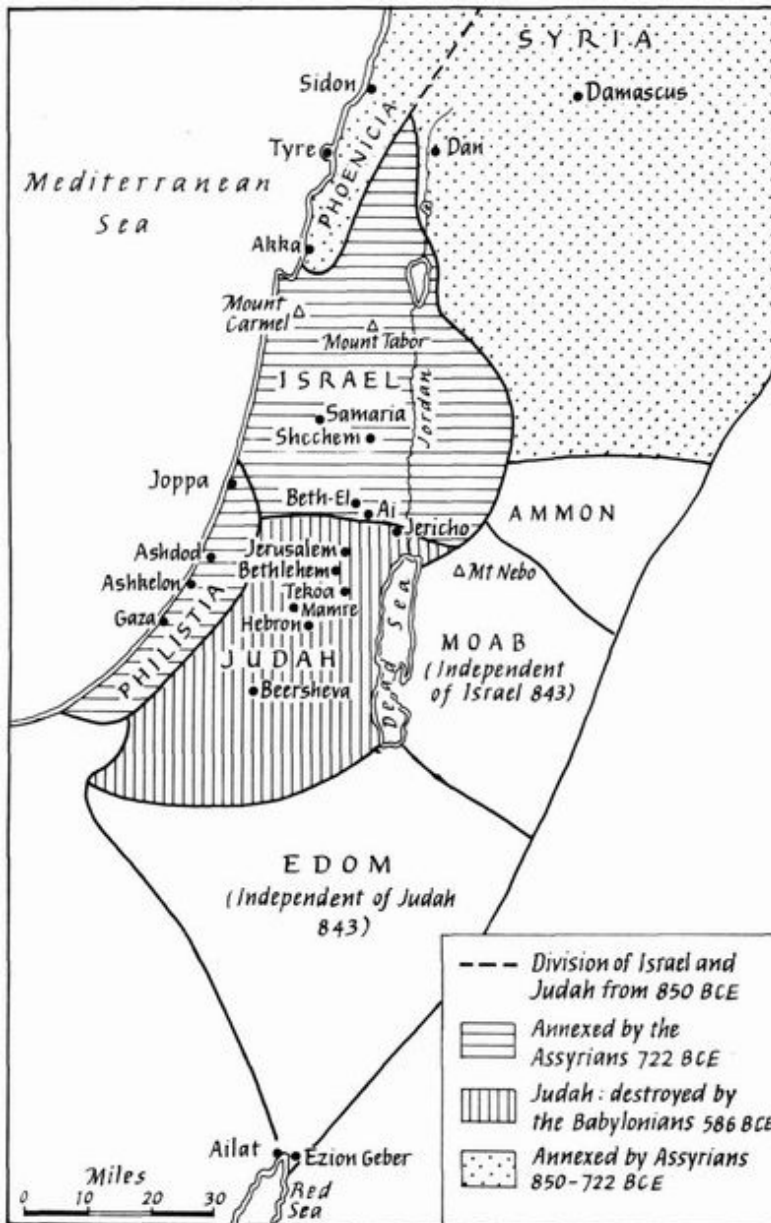 SYRIA
Sidon
Damascus
Tyre
Dan
PHOENICIA
Mediterranean
Sea
Akka
Mount
Carmel
Mount Tabor
ISRAEL
Samaria
Shcchem
Jordan
Joppa
Beth-El
Ai
AMMON
Jericho
Ashdod
Jerusalem
Mt Nebo
Ashkelon
Bethlehem
Tekoa
Gaza
Mamre
Hebron
PHILISTIA
JUDAH
Dead Sea
MOAB
(Independent
of Israel 843)
Beersheva
EDOM
(Independent of Judah
843)
Division of Israel and
Judah from 850 BCE
Annexed by the
Assyrians 722 BCE
Judah: destroyed by
the Babylonians 586 BCE
Annexed by Assyrians
850-722 BCE
Ailat
Ezion Geber
Red
Sea
Miles
0 10 20 30